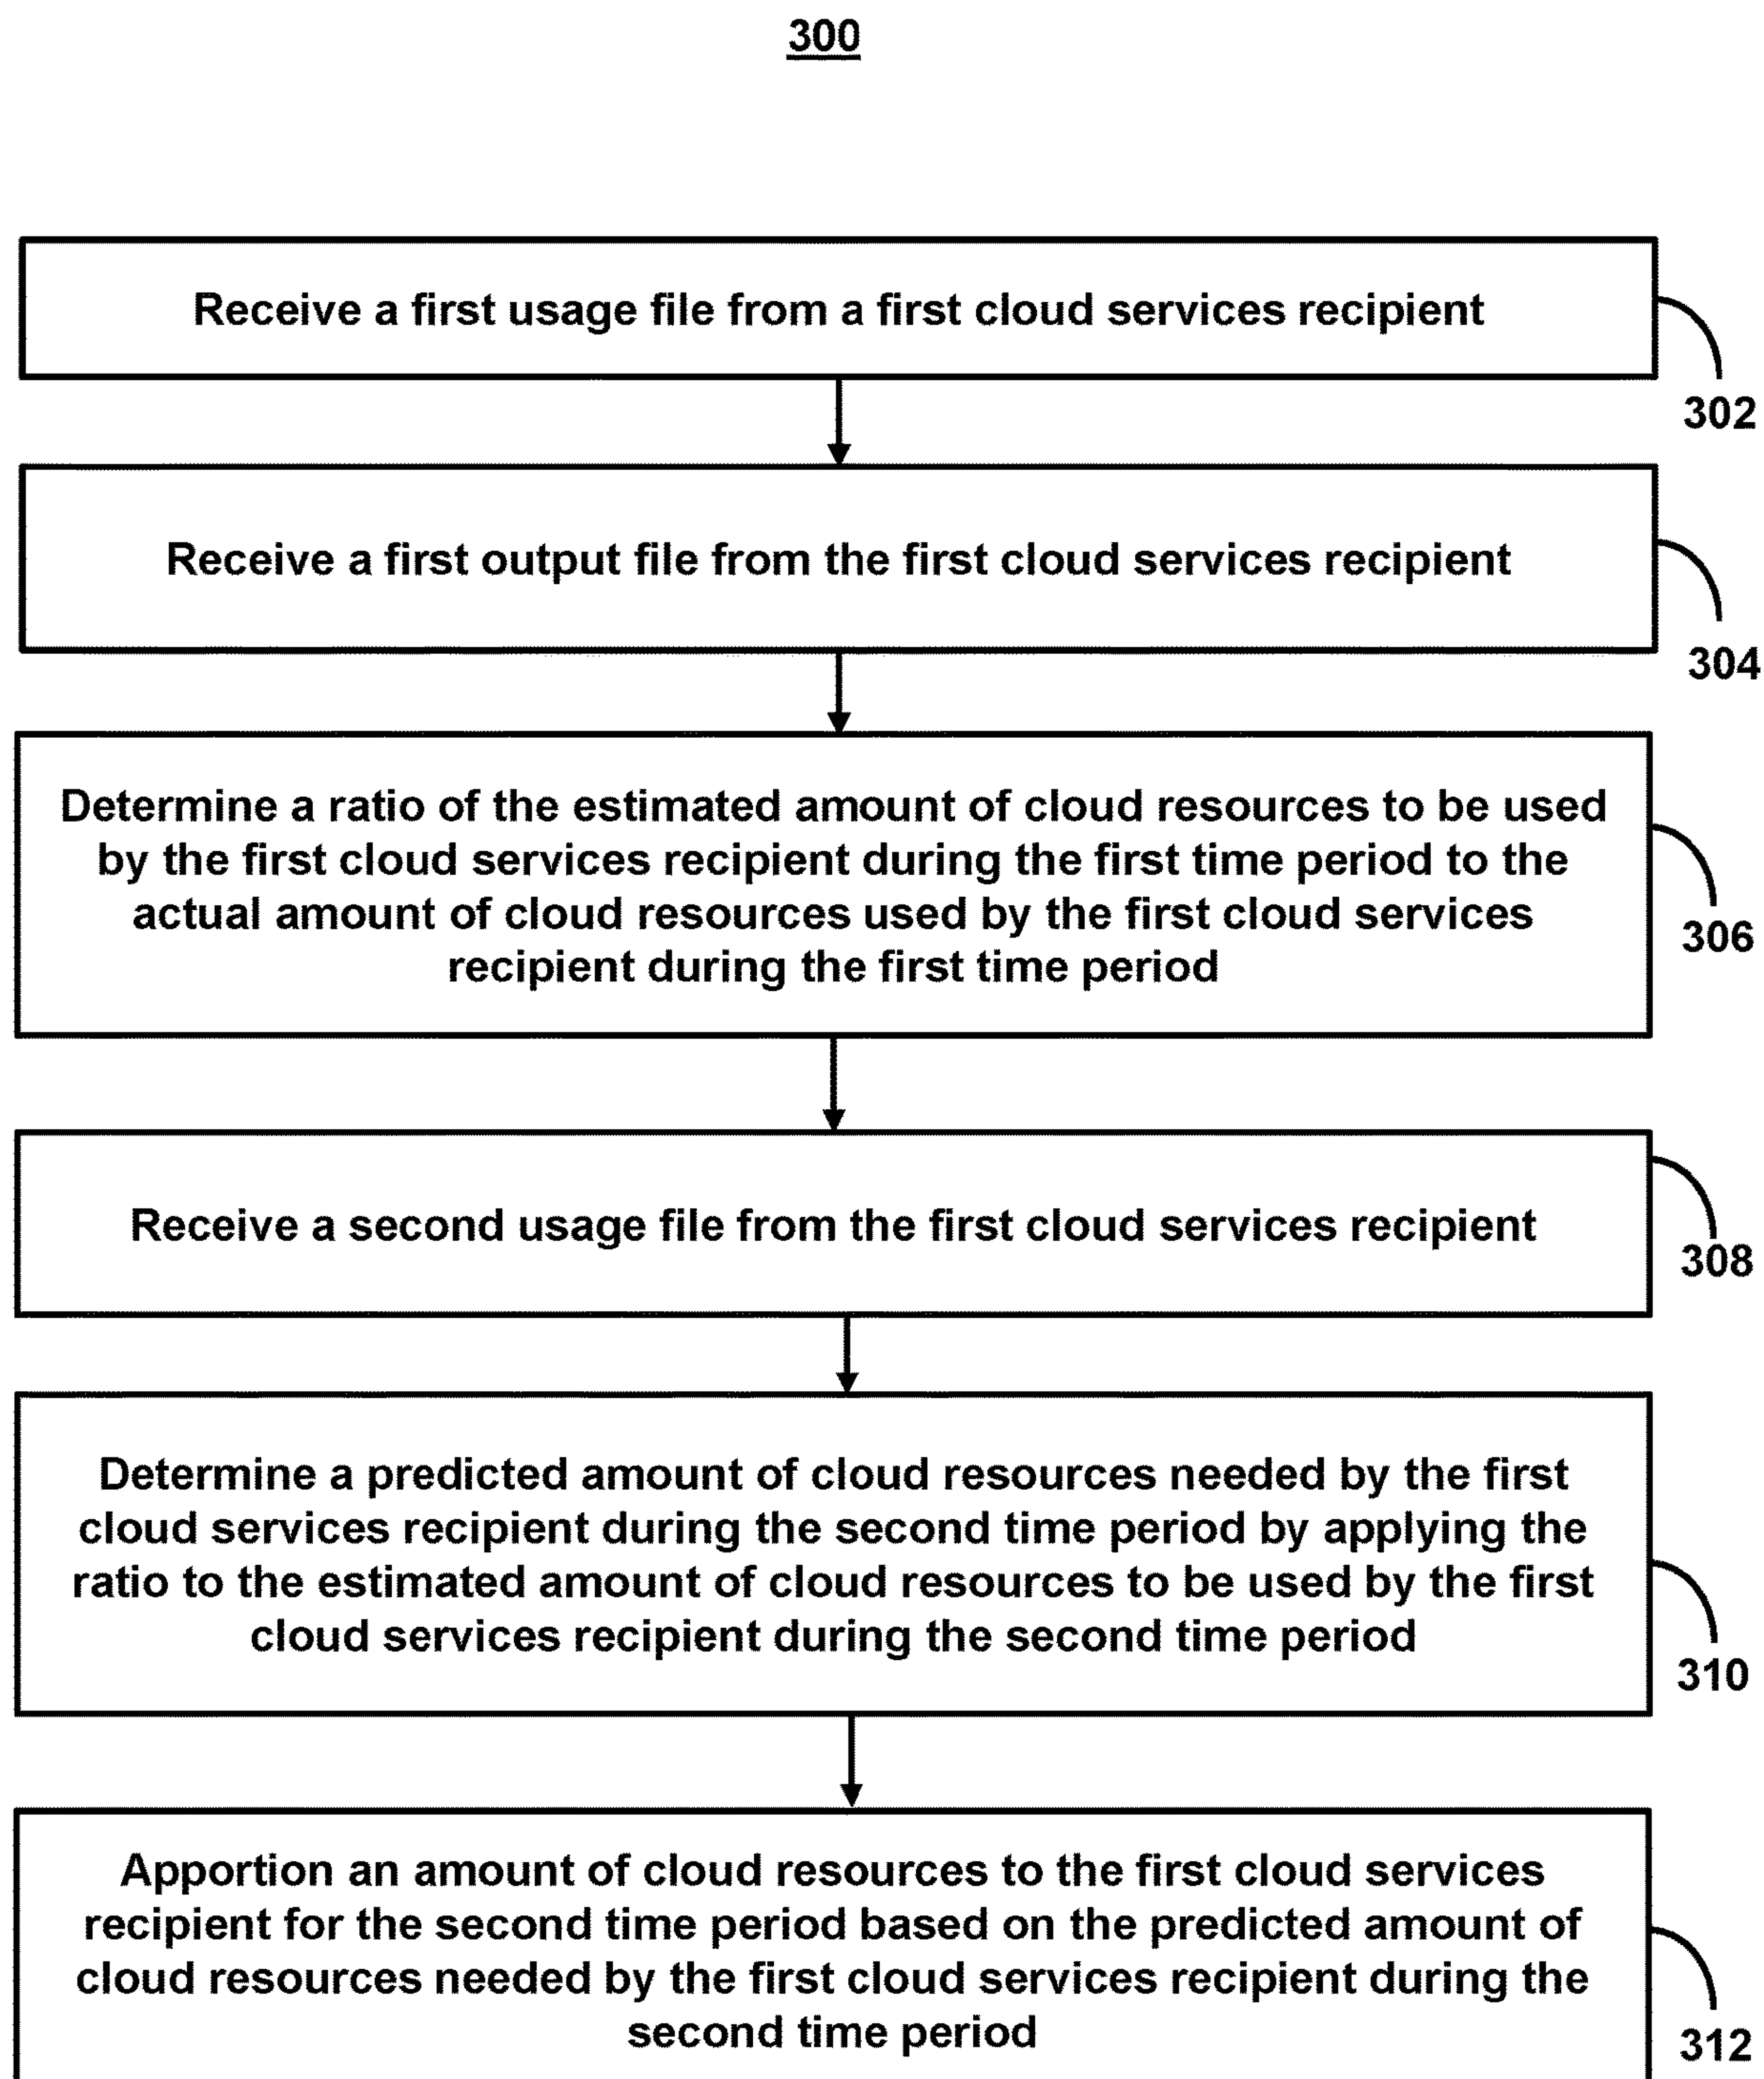 300
Receive a first usage file from a first cloud services recipient
302
Receive a first output file from the first cloud services recipient
304
Determine a ratio of the estimated amount of cloud resources to be used
by the first cloud services recipient during the first time period to the
actual amount of cloud resources used by the first cloud services
recipient during the first time period
306
Receive a second usage file from the first cloud services recipient
308
Determine a predicted amount of cloud resources needed by the first
cloud services recipient during the second time period by applying the
ratio to the estimated amount of cloud resources to be used by the first
cloud services recipient during the second time period
310
Apportion an amount of cloud resources to the first cloud services
recipient for the second time period based on the predicted amount of
cloud resources needed by the first cloud services recipient during the
second time period
312